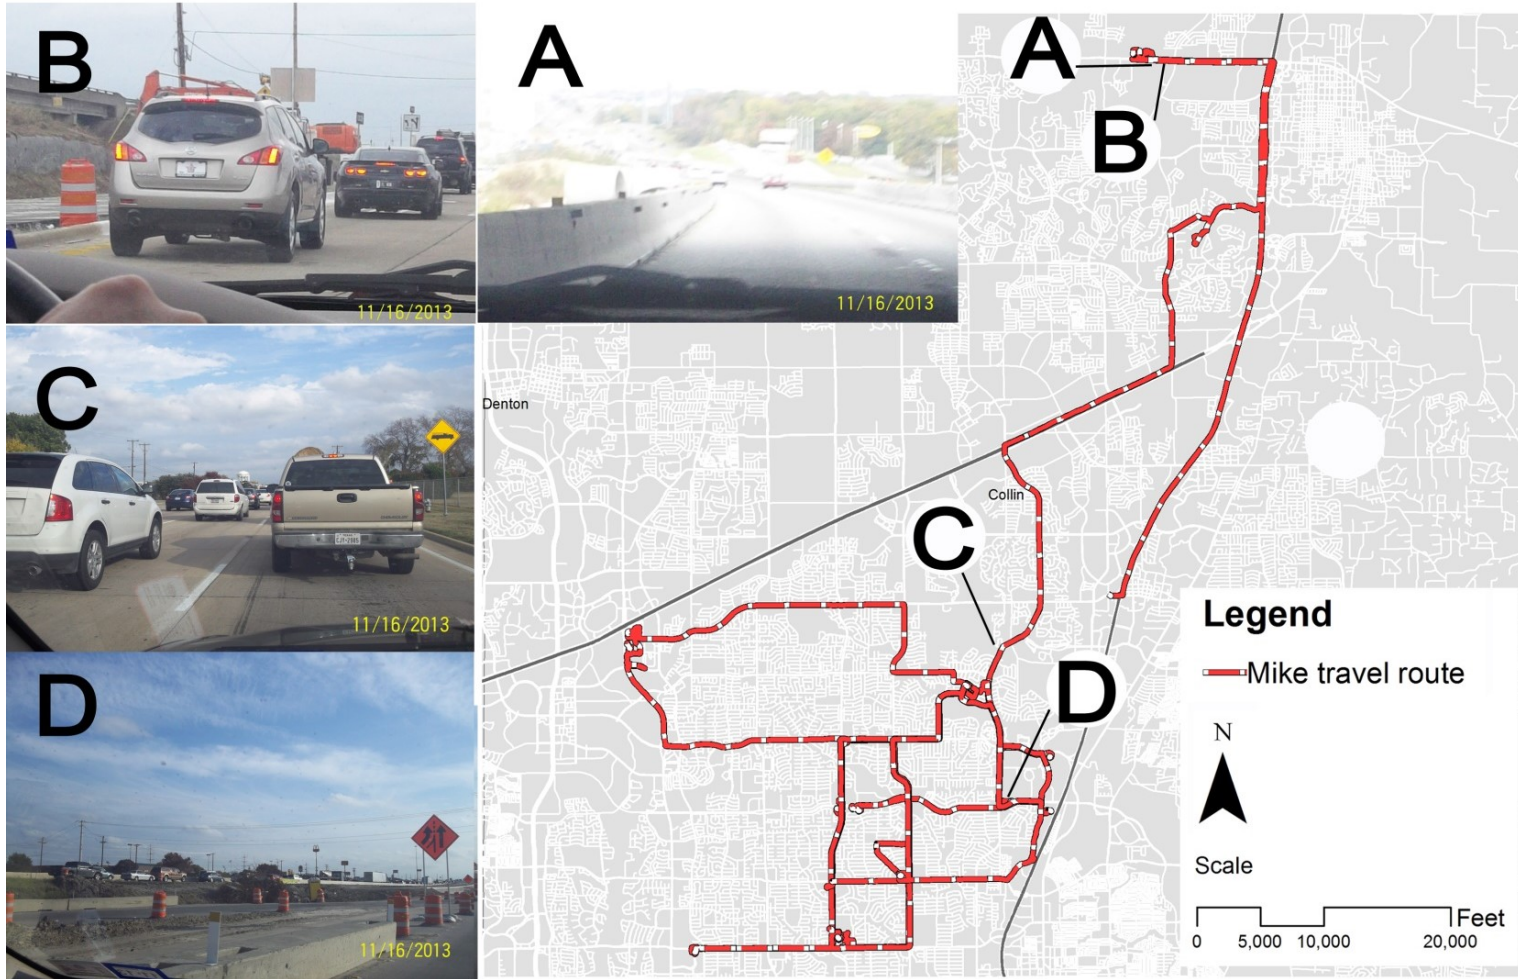 B
11/16/2013
A
11/16/2013
A
B
C
11/16/2013
Denton
Collin
C
D
D
11/16/2013
Legend
Mike travel route
N
Scale
Feet
0 5,000 10,000 20,000